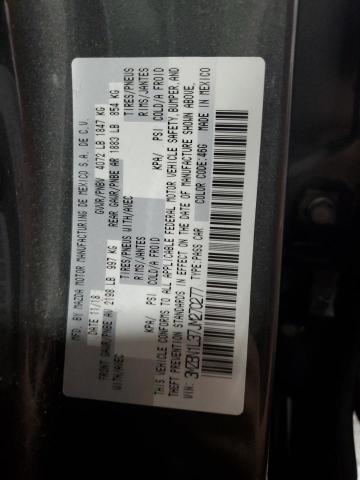 MFD. BY MAZDA MOTOR MANUFACTURING DE MEXICO S.A. DE C.V.
DATE 11/18 GVWR/PNBV 4072 LB 1847 KG
FRONT GAWR/PNBE AV 2198 LB 997 KG REAR GAWR/PNBE AR 1883 LB 854 KG
WITH/AVEC TIRES/PNEUS WITH/AVEC TIRES/PNEUS
RIMS/JANTES RIMS/JANTES
KPA/ PSI COLD/A FROID KPA/ PSI COLD/A FROID
THIS VEHICLE CONFORMS TO ALL APPLICABLE FEDERAL MOTOR VEHICLE SAFETY, BUMPER, AND
THEFT PREVENTION STANDARDS IN EFFECT ON THE DATE OF MANUFACTURE SHOWN ABOVE.
VIN: 3MZBN1L37JM270277 TYPE:PASS CAR COLOR CODE:46G MADE IN MEXICO